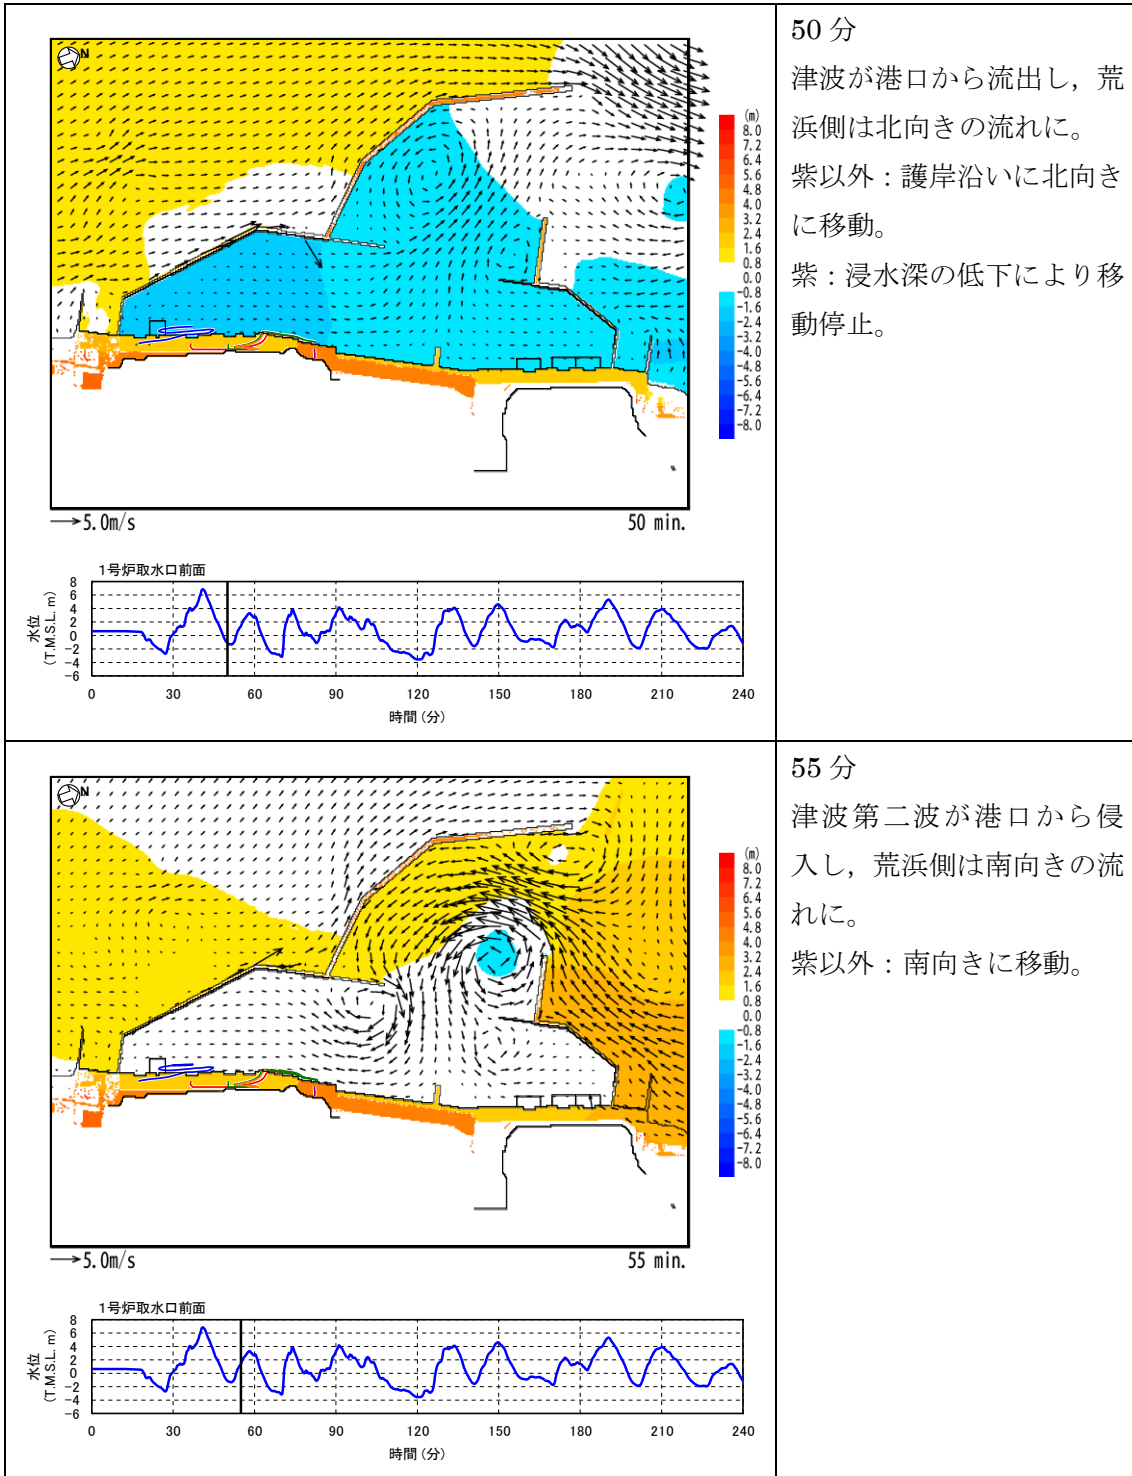 50 分
津波が港口から流出し，荒
浜側は北向きの流れに。
紫以外：護岸沿いに北向き
に移動。
紫：浸水深の低下により移
動停止。
N
(m)
8.0
7.2
6.4
5.6
4.8
4.0
3.2
2.4
1.6
0.8
0.0
-0.8
-1.6
-2.4
-3.2
-4.0
-4.8
-5.6
-6.4
-7.2
-8.0
5.0m/s
50 min.
1号炉取水口前面
水位
(T.M.S.L. m)
8
6
4
2
0
-2
-4
-6
0 30 60 90 120 150 180 210 240
時間(分)
55 分
津波第二波が港口から侵
入し，荒浜側は南向きの流
れに。
紫以外：南向きに移動。
N
(m)
8.0
7.2
6.4
5.6
4.8
4.0
3.2
2.4
1.6
0.8
0.0
-0.8
-1.6
-2.4
-3.2
-4.0
-4.8
-5.6
-6.4
-7.2
-8.0
5.0m/s
55 min.
1号炉取水口前面
水位
(T.M.S.L. m)
8
6
4
2
0
-2
-4
-6
0 30 60 90 120 150 180 210 240
時間(分)